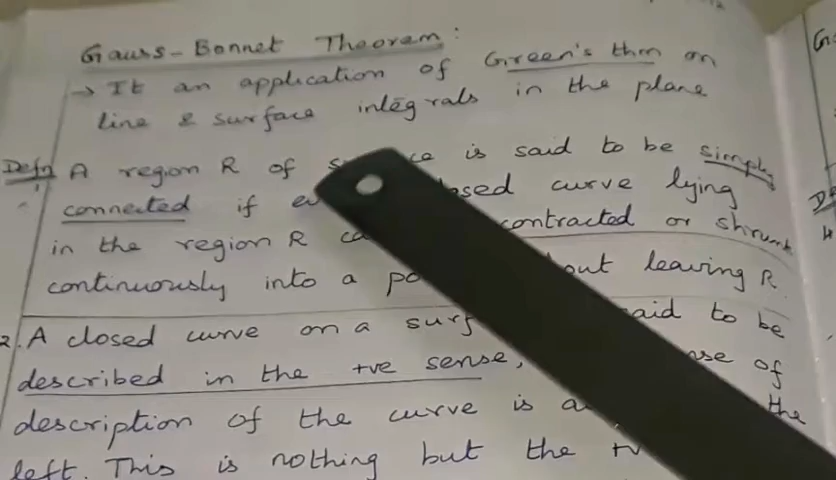 Gauss-Bonnet Theorem:
→ It an application of Green's thm on
line & surface integrals in the plane
Defn 1. A region R of is said to be simply
connected if closed curve lying
in the region R contracted or shrunk
continuously into a leaving R.
2. A closed curve on a said to be
described in the +ve sense, of
description of the curve is the
left. This is nothing but the